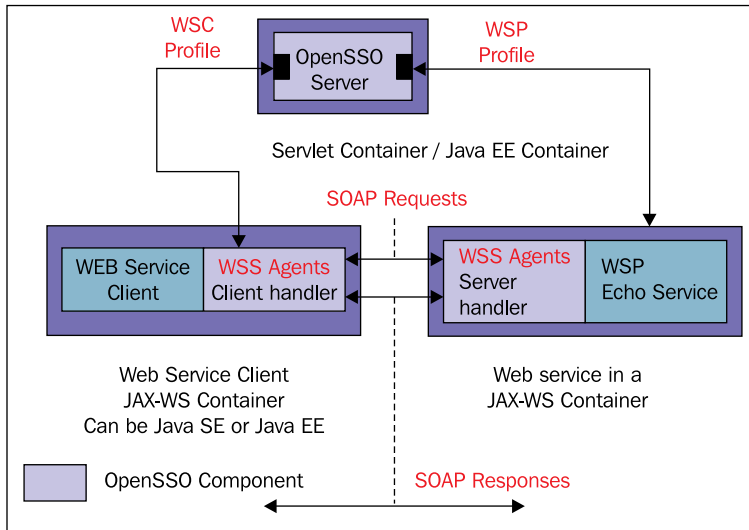 WSC
Profile
OpenSSO
Server
WSP
Profile
Servlet Container / Java EE Container
SOAP Requests
WEB Service
Client
WSS Agents
Client handler
WSS Agents
Server
handler
WSP
Echo Service
Web Service Client
JAX-WS Container
Can be Java SE or Java EE
Web service in a
JAX-WS Container
OpenSSO Component
SOAP Responses